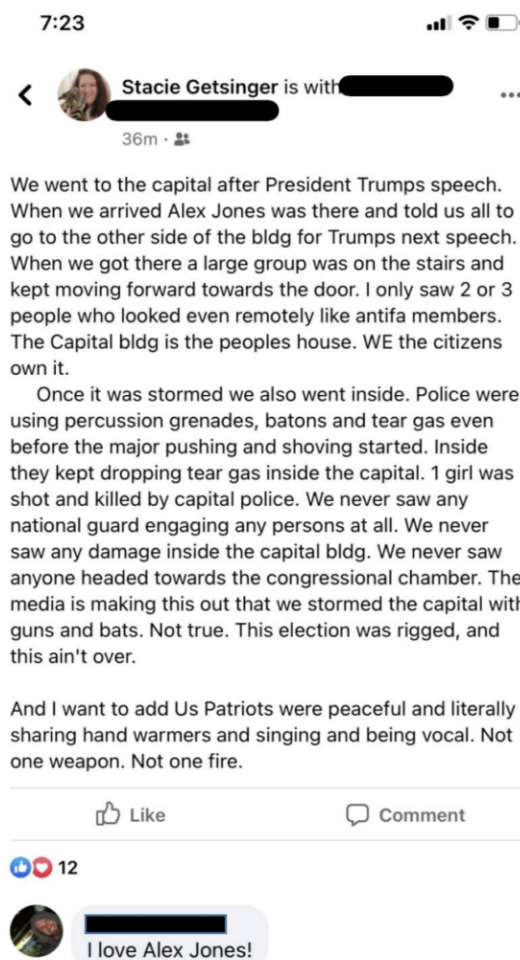 7:23
Stacie Getsinger is with
36m
We went to the capital after President Trumps speech.
When we arrived Alex Jones was there and told us all to
go to the other side of the bldg for Trumps next speech.
When we got there a large group was on the stairs and
kept moving forward towards the door. I only saw 2 or 3
people who looked even remotely like antifa members.
The Capital bldg is the peoples house. WE the citizens
own it.
Once it was stormed we also went inside. Police were
using percussion grenades, batons and tear gas even
before the major pushing and shoving started. Inside
they kept dropping tear gas inside the capital. 1 girl was
shot and killed by capital police. We never saw any
national guard engaging any persons at all. We never
saw any damage inside the capital bldg. We never saw
anyone headed towards the congressional chamber. The
media is making this out that we stormed the capital with
guns and bats. Not true. This election was rigged, and
this ain't over.
And I want to add Us Patriots were peaceful and literally
sharing hand warmers and singing and being vocal. Not
one weapon. Not one fire.
Like
Comment
12
I love Alex Jones!